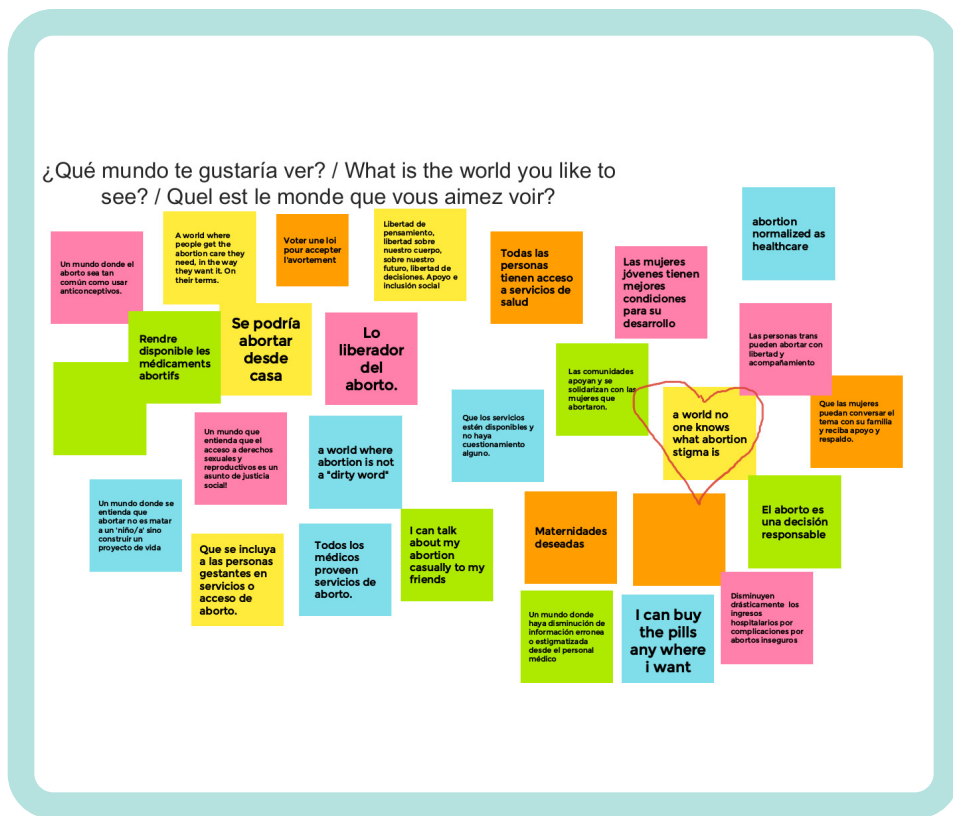 ¿Qué mundo te gustaría ver? / What is the world you like to
see? / Quel est le monde que vous aimez voir?
Un mundo donde el
aborto sea tan
común como usar
anticonceptivos.
A world where
people get the
abortion care they
need, in the way
they want it. On
their terms.
Voter une loi
pour accepter
l'avortement
Libertad de
pensamiento,
libertad sobre
nuestro cuerpo,
sobre nuestro
futuro, libertad de
decisiones. Apoyo e
inclusión social
Todas las
personas
tienen acceso
a servicios de
salud
Las mujeres
jóvenes tienen
mejores
condiciones
para su
desarrollo
abortion
normalized as
healthcare
Rendre
disponible les
médicaments
abortifs
Se podría
abortar
desde
casa
Lo
liberador
del
aborto.
Las comunidades
apoyan y se
solidarizan con las
mujeres que
abortaron.
Las personas trans
pueden abortar con
libertad y
acompañamiento
a world no
one knows
what abortion
stigma is
Que las mujeres
puedan conversar el
tema con su familia
y reciba apoyo y
respaldo.
Un mundo que
entienda que el
acceso a derechos
sexuales y
reproductivos es un
asunto de justicia
social!
a world where
abortion is not
a "dirty word"
Que los servicios
estén disponibles y
no haya
cuestionamiento
alguno.
Un mundo donde se
entienda que
abortar no es matar
a un 'niño/a' sino
construir un
proyecto de vida
Que se incluya
a las personas
gestantes en
servicios o
acceso de
aborto.
Todos los
médicos
proveen
servicios de
aborto.
I can talk
about my
abortion
casually to my
friends
Maternidades
deseadas
El aborto es
una decisión
responsable
Un mundo donde
haya disminución de
información erronea
o estigmatizada
desde el personal
médico
I can buy
the pills
any where
i want
Disminuyen
drásticamente los
ingresos
hospitalarios por
complicaciones por
abortos inseguros